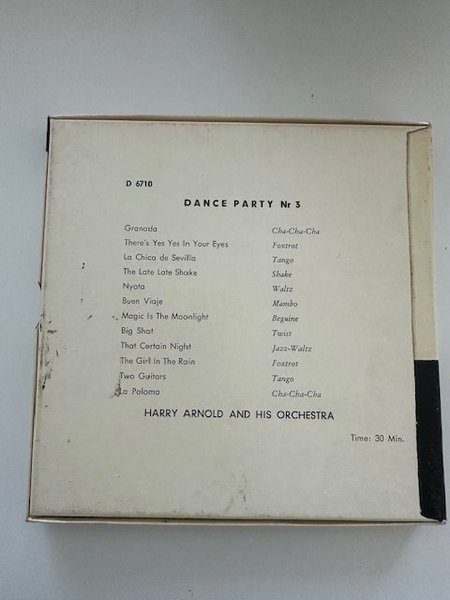 D 6710
DANCE PARTY Nr 3
Granada Cha-Cha-Cha
There's Yes Yes In Your Eyes Foxtrot
La Chica de Sevilla Tango
The Late Late Shake Shake
Nyota Waltz
Buen Viaje Mambo
Magic Is The Moonlight Beguine
Big Shot Twist
That Certain Night Jazz-Waltz
The Girl In The Rain Foxtrot
Two Guitars Tango
La Paloma Cha-Cha-Cha
HARRY ARNOLD AND HIS ORCHESTRA
Time: 30 Min.